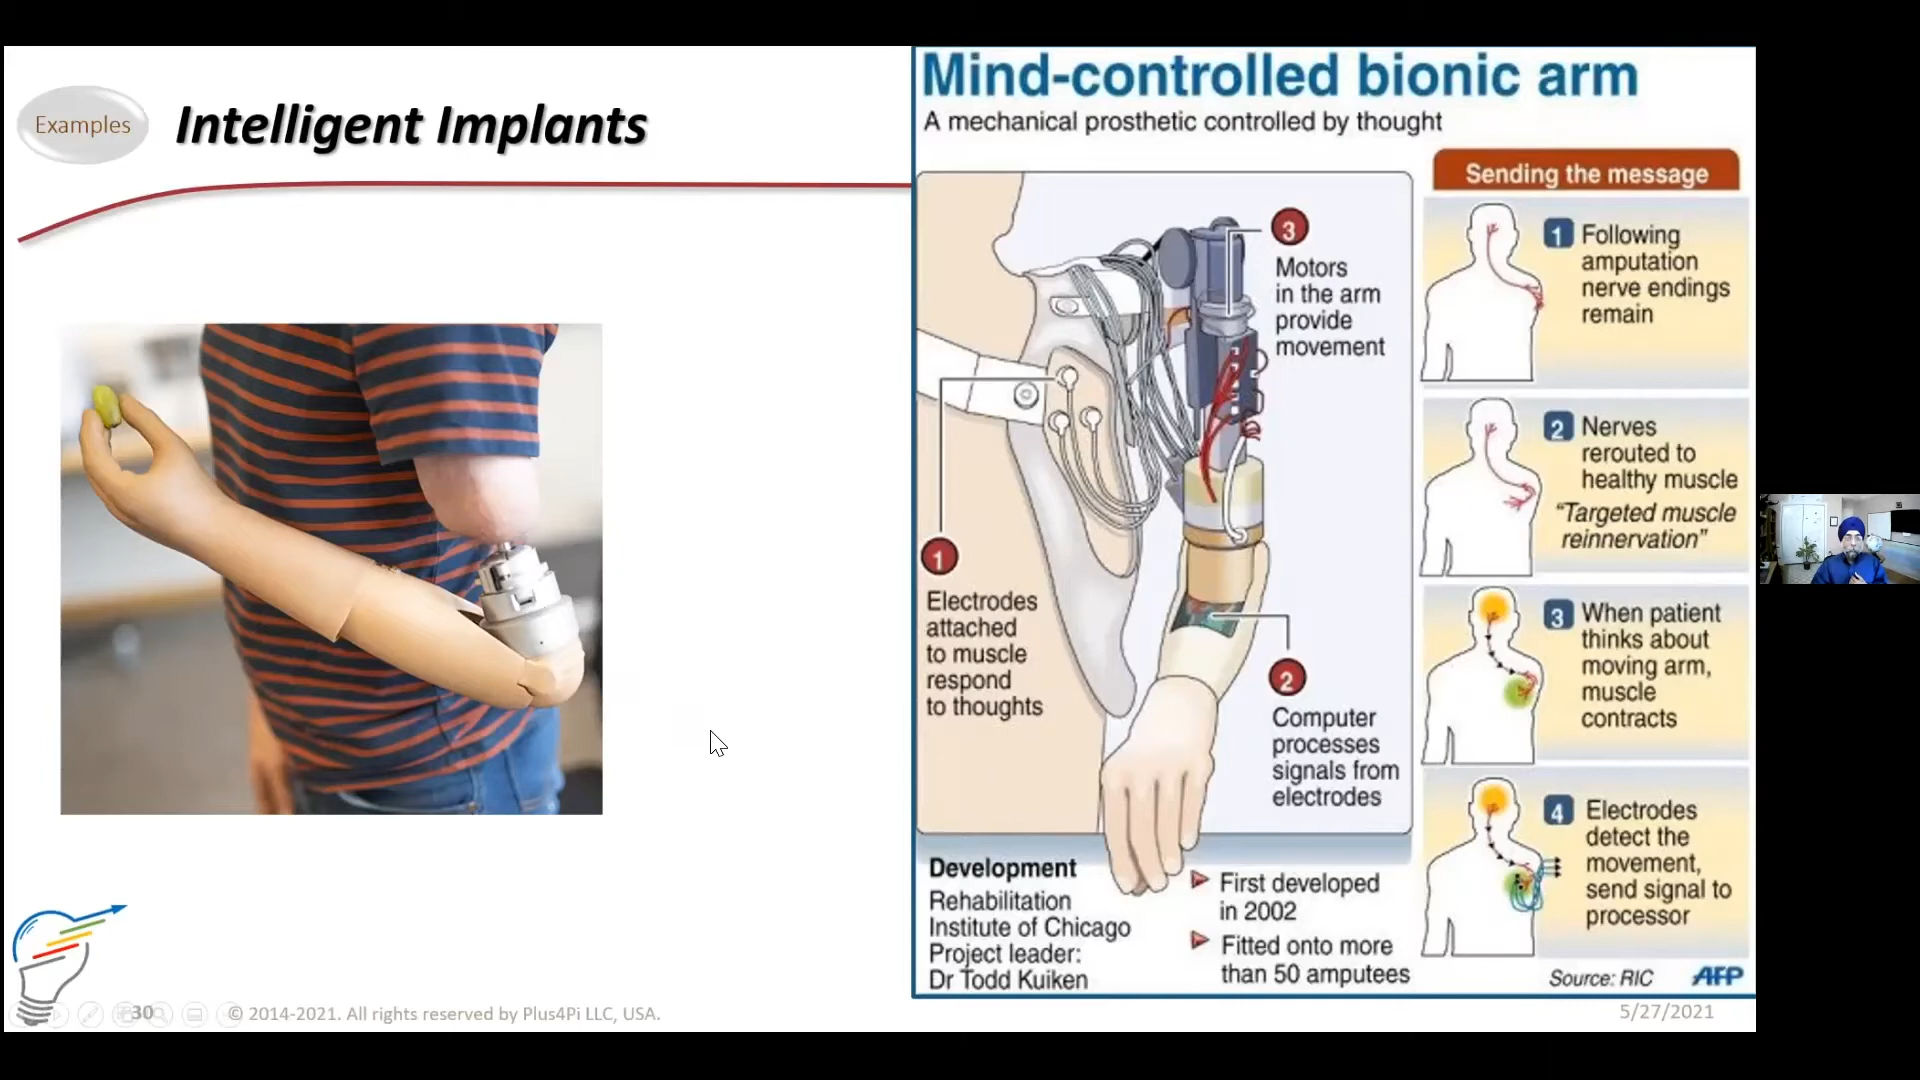 Examples
Intelligent Implants
Mind-controlled bionic arm
A mechanical prosthetic controlled by thought
3
Motors
in the arm
provide
movement
1
Electrodes
attached
to muscle
respond
to thoughts
2
Computer
processes
signals from
electrodes
Sending the message
1 Following
amputation
nerve endings
remain
2 Nerves
rerouted to
healthy muscle
"Targeted muscle
reinnervation"
3 When patient
thinks about
moving arm,
muscle
contracts
4 Electrodes
detect the
movement,
send signal to
processor
Development
Rehabilitation
Institute of Chicago
Project leader:
Dr Todd Kuiken
First developed
in 2002
Fitted onto more
than 50 amputees
Source: RIC
AFP
30
© 2014-2021. All rights reserved by Plus4Pi LLC, USA.
5/27/2021